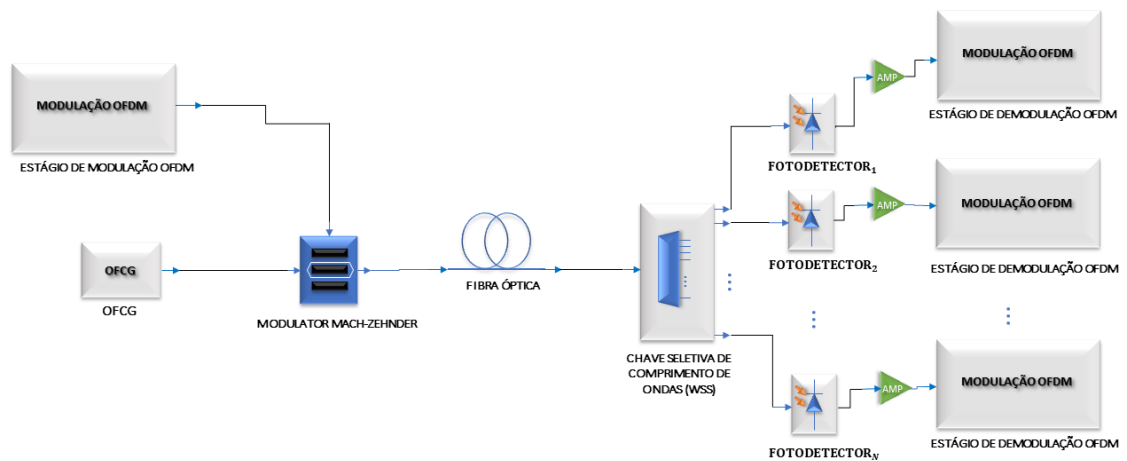 MODULAÇÃO OFDM
ESTÁGIO DE MODULAÇÃO OFDM
OFCG
OFCG
MODULATOR MACH-ZEHNDER
FIBRA ÓPTICA
CHAVE SELETIVA DE
COMPRIMENTO DE
ONDAS (WSS)
FOTODETECTOR₁
AMP
MODULAÇÃO OFDM
ESTÁGIO DE DEMODULAÇÃO OFDM
FOTODETECTOR₂
AMP
MODULAÇÃO OFDM
ESTÁGIO DE DEMODULAÇÃO OFDM
FOTODETECTOR_N
AMP
MODULAÇÃO OFDM
ESTÁGIO DE DEMODULAÇÃO OFDM